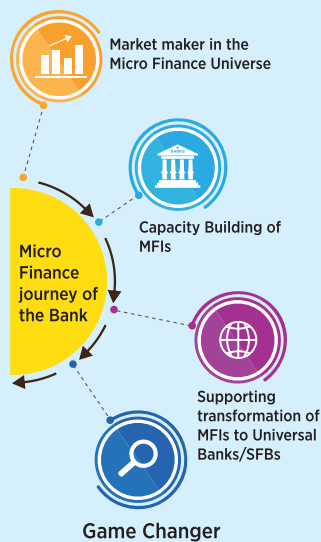 Market maker in the
Micro Finance Universe
BANKS
Capacity Building of
MFIs
Micro
Finance
journey of
the Bank
Supporting
transformation of
MFIs to Universal
Banks/SFBs
Game Changer